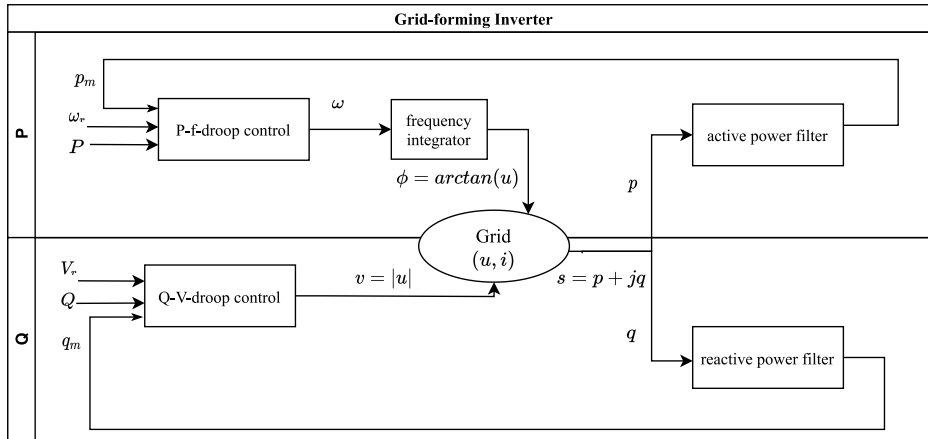 Grid-forming Inverter
P
p_m
ω_r
P
P-f-droop control
ω
frequency
integrator
ϕ = arctan(u)
p
active power filter
Grid
(u, i)
Q
V_r
Q
q_m
Q-V-droop control
v = |u|
s = p + jq
q
reactive power filter